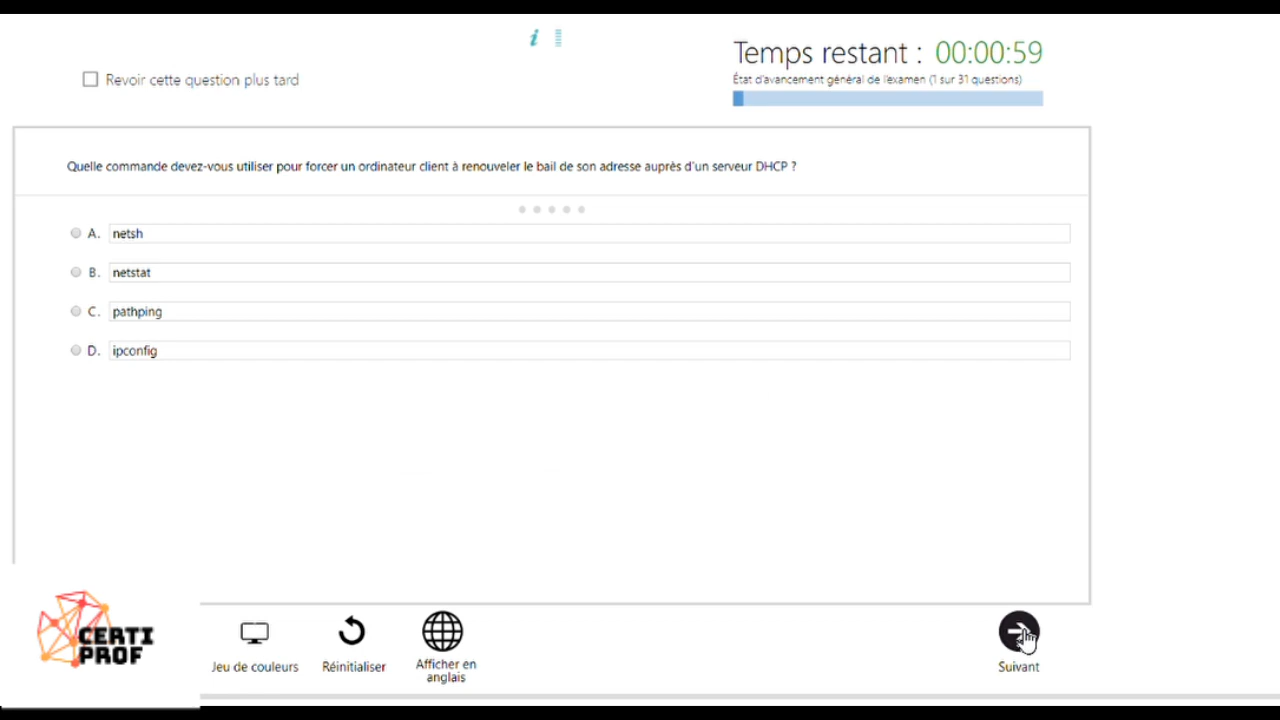 i
Temps restant : 00:00:59
Revoir cette question plus tard
État d'avancement général de l'examen (1 sur 31 questions)
Quelle commande devez-vous utiliser pour forcer un ordinateur client à renouveler le bail de son adresse auprès d'un serveur DHCP ?
A. netsh
B. netstat
C. pathping
D. ipconfig
CERTI
PROF
Jeu de couleurs
Réinitialiser
Afficher en
anglais
Suivant